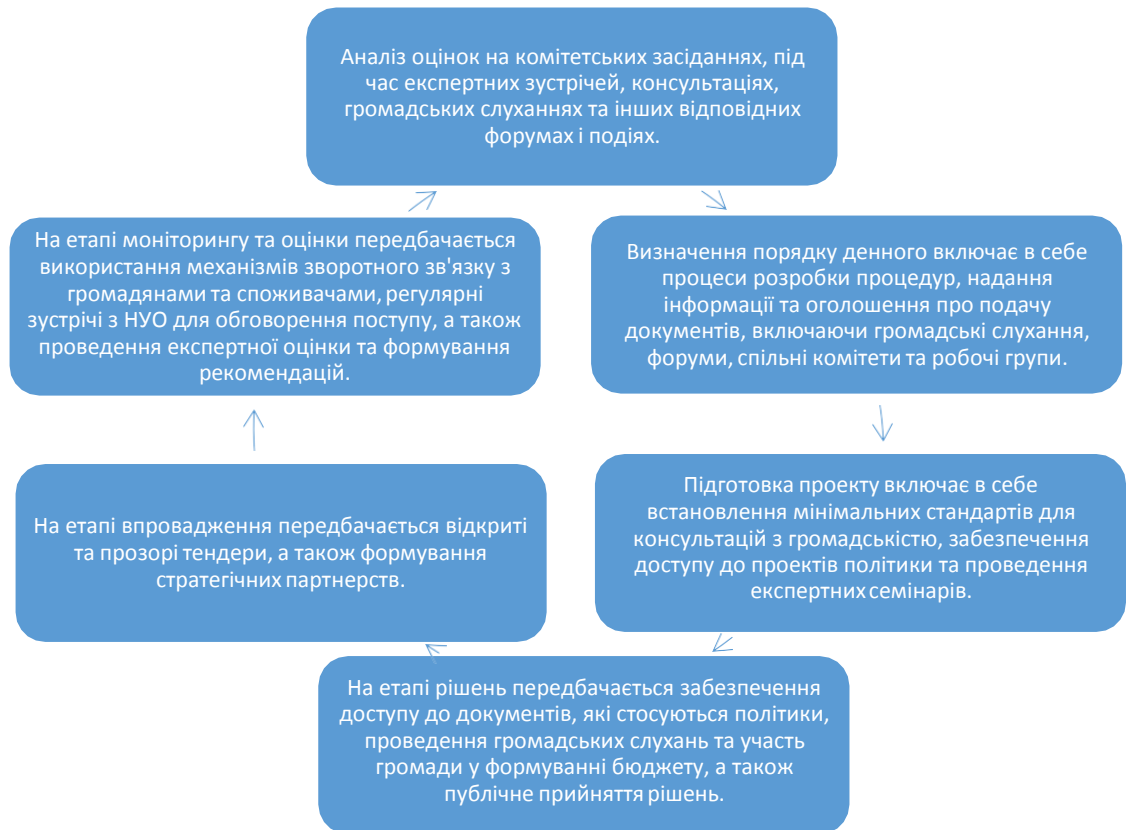 Аналіз оцінок на комітетських засіданнях, під
час експертних зустрічей, консультаціях,
громадських слуханнях та інших відповідних
форумах і подіях.
Визначення порядку денного включає в себе
процеси розробки процедур, надання
інформації та оголошення про подачу
документів, включаючи громадські слухання,
форуми, спільні комітети та робочі групи.
Підготовка проекту включає в себе
встановлення мінімальних стандартів для
консультацій з громадськістю, забезпечення
доступу до проектів політики та проведення
експертних семінарів.
На етапі рішень передбачається забезпечення
доступу до документів, які стосуються політики,
проведення громадських слухань та участь
громади у формуванні бюджету, а також
публічне прийняття рішень.
На етапі впровадження передбачається відкриті
та прозорі тендери, а також формування
стратегічних партнерств.
На етапі моніторингу та оцінки передбачається
використання механізмів зворотного зв'язку з
громадянами та споживачами, регулярні
зустрічі з НУО для обговорення поступу, а також
проведення експертної оцінки та формування
рекомендацій.